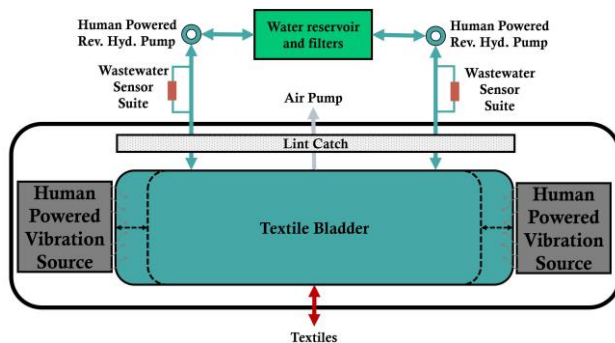 Human Powered
Rev. Hyd. Pump
Water reservoir
and filters
Human Powered
Rev. Hyd. Pump
Wastewater
Sensor
Suite
Air Pump
Wastewater
Sensor
Suite
Lint Catch
Human
Powered
Vibration
Source
Textile Bladder
Human
Powered
Vibration
Source
Textiles